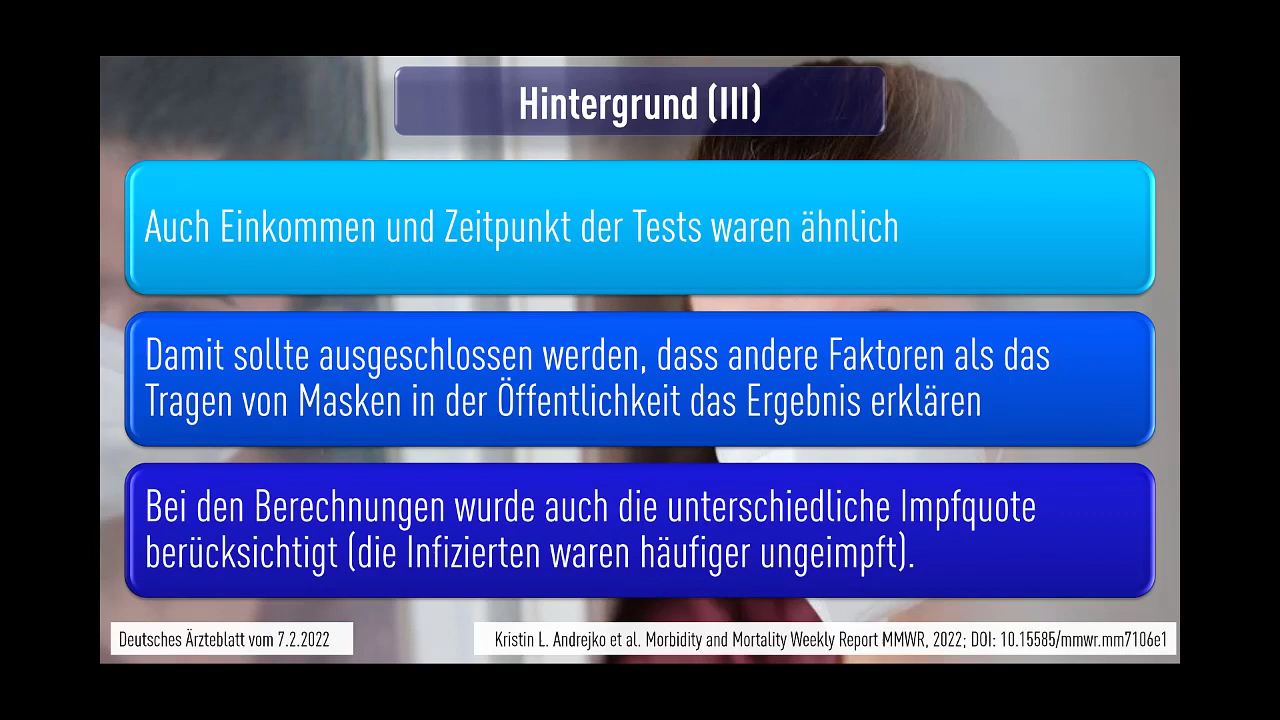 Hintergrund (III)
Auch Einkommen und Zeitpunkt der Tests waren ähnlich
Damit sollte ausgeschlossen werden, dass andere Faktoren als das
Tragen von Masken in der Öffentlichkeit das Ergebnis erklären
Bei den Berechnungen wurde auch die unterschiedliche Impfquote
berücksichtigt (die Infizierten waren häufiger ungeimpft).
Deutsches Ärzteblatt vom 7.2.2022
Kristin L. Andrejko et al. Morbidity and Mortality Weekly Report MMWR, 2022; DOI: 10.15585/mmwr.mm7106e1